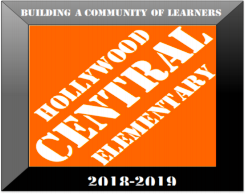 BUILDING A COMMUNITY OF LEARNERS
HOLLYWOOD
CENTRAL
ELEMENTARY
2018-2019